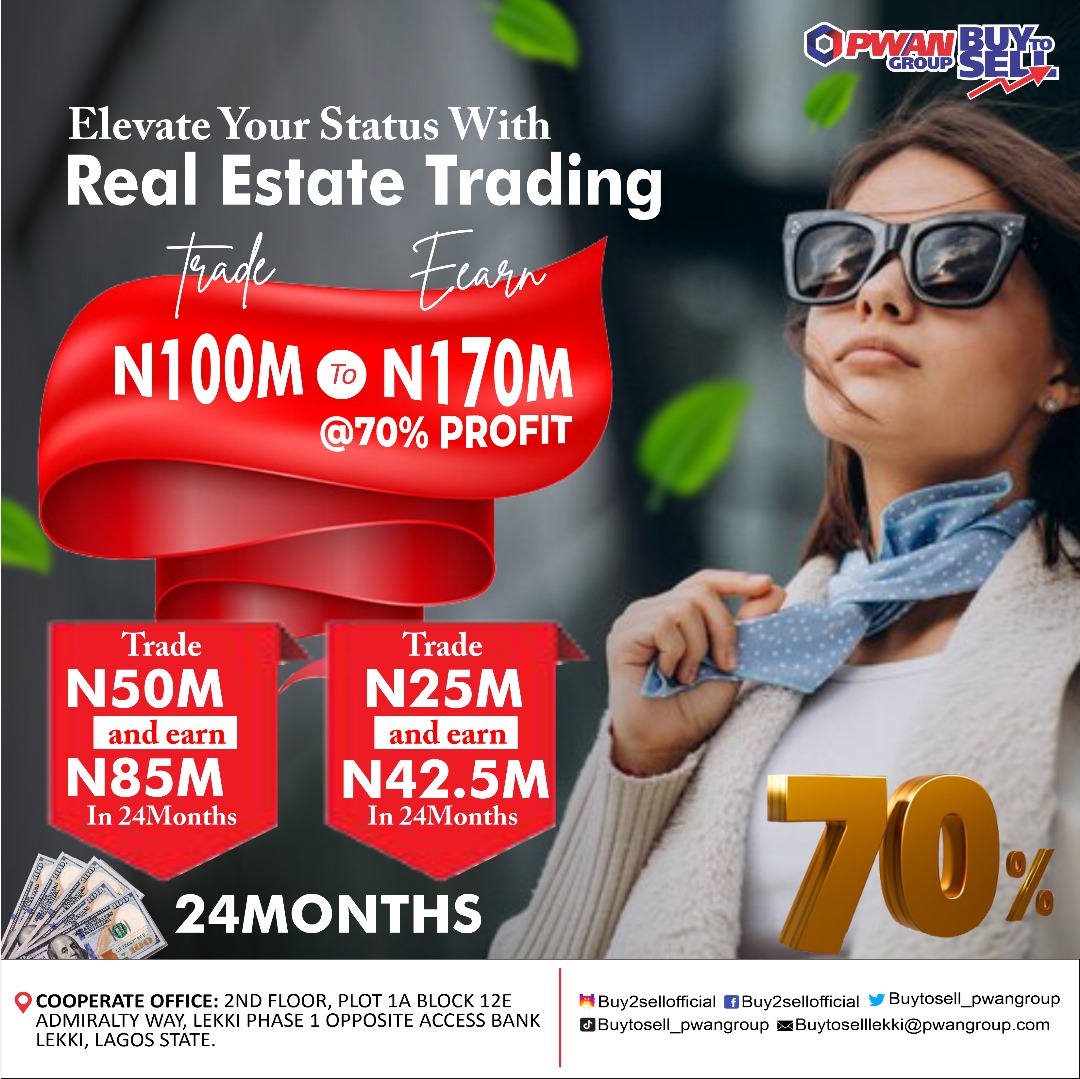 PWAN GROUP BUY TO SELL
Elevate Your Status With
Real Estate Trading
Trade Eearn
N100M To N170M
@70% PROFIT
Trade
N50M
and earn
N85M
In 24Months
Trade
N25M
and earn
N42.5M
In 24Months
70%
24MONTHS
COOPERATE OFFICE: 2ND FLOOR, PLOT 1A BLOCK 12E
ADMIRALTY WAY, LEKKI PHASE 1 OPPOSITE ACCESS BANK
LEKKI, LAGOS STATE.
Buy2sellofficial Buy2sellofficial Buytosell_pwangroup
Buytosell_pwangroup Buytoselllekki@pwangroup.com